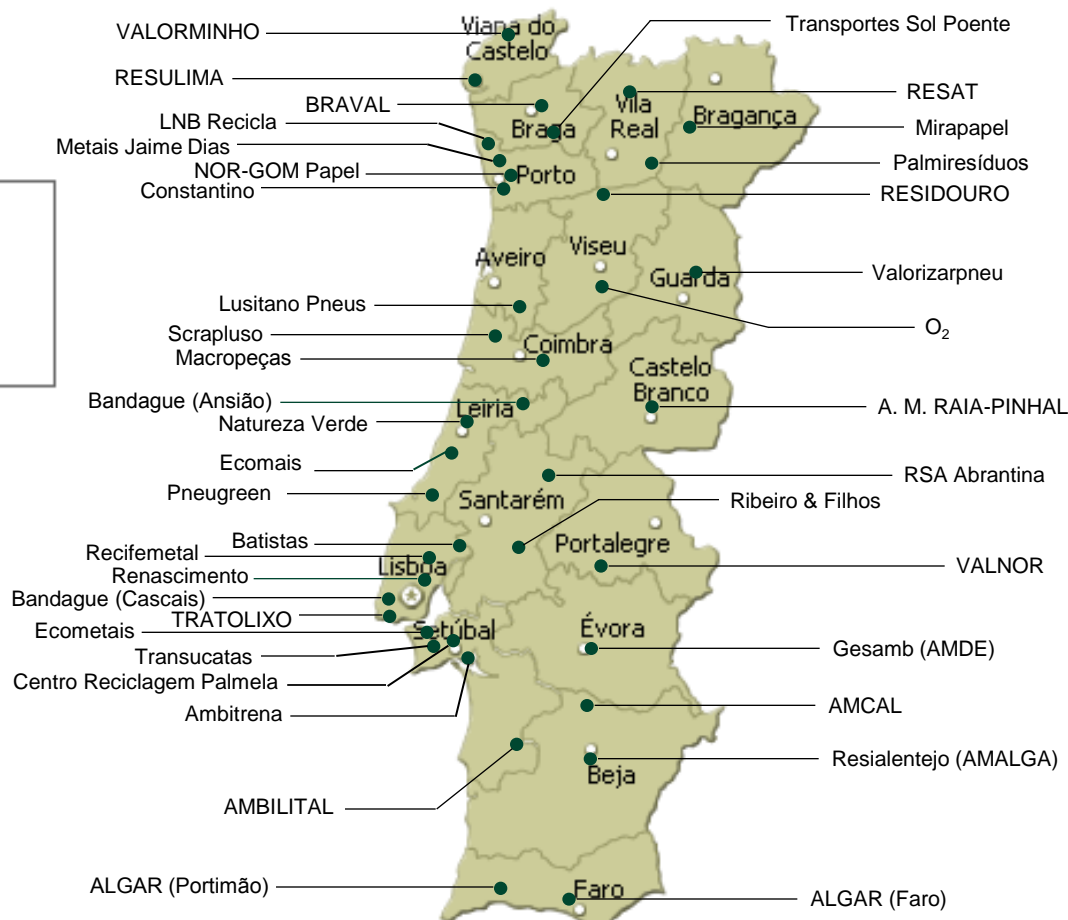 VALORMINHO
Viana do
Castelo
Transportes Sol Poente
RESULIMA
BRAVAL
Vila
Real
RESAT
Bragança
LNB Recicla
Braga
Mirapapel
Metais Jaime Dias
NOR-GOM Papel
Porto
Palmiresíduos
Constantino
RESIDOURO
Aveiro
Viseu
Guarda
Valorizarpneu
Lusitano Pneus
Scrapluso
O2
Coimbra
Macropeças
Castelo
Branco
Bandague (Ansião)
Leiria
A. M. RAIA-PINHAL
Natureza Verde
Ecomais
RSA Abrantina
Pneugreen
Santarém
Ribeiro & Filhos
Batistas
Portalegre
Recifemetal
Lisboa
VALNOR
Renascimento
Bandague (Cascais)
TRATOLIXO
Ecometais
Setúbal
Évora
Transucatas
Gesamb (AMDE)
Centro Reciclagem Palmela
Ambitrena
AMCAL
Resialentejo (AMALGA)
Beja
AMBILITAL
ALGAR (Portimão)
Faro
ALGAR (Faro)